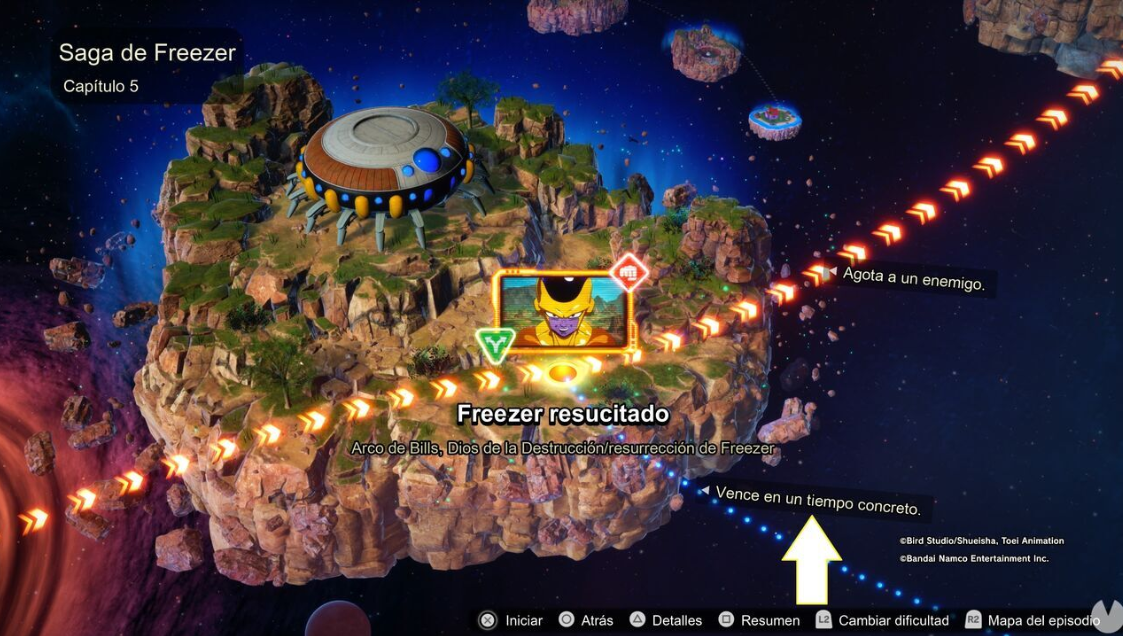 Saga de Freezer
Capítulo 5
Agota a un enemigo.
Freezer resucitado
Arco de Bills, Dios de la Destrucción/resurrección de Freezer
Vence en un tiempo concreto.
©Bird Studio/Shueisha, Toei Animation
©Bandai Namco Entertainment Inc.
Iniciar Atrás Detalles Resumen L2 Cambiar dificultad R2 Mapa del episodio